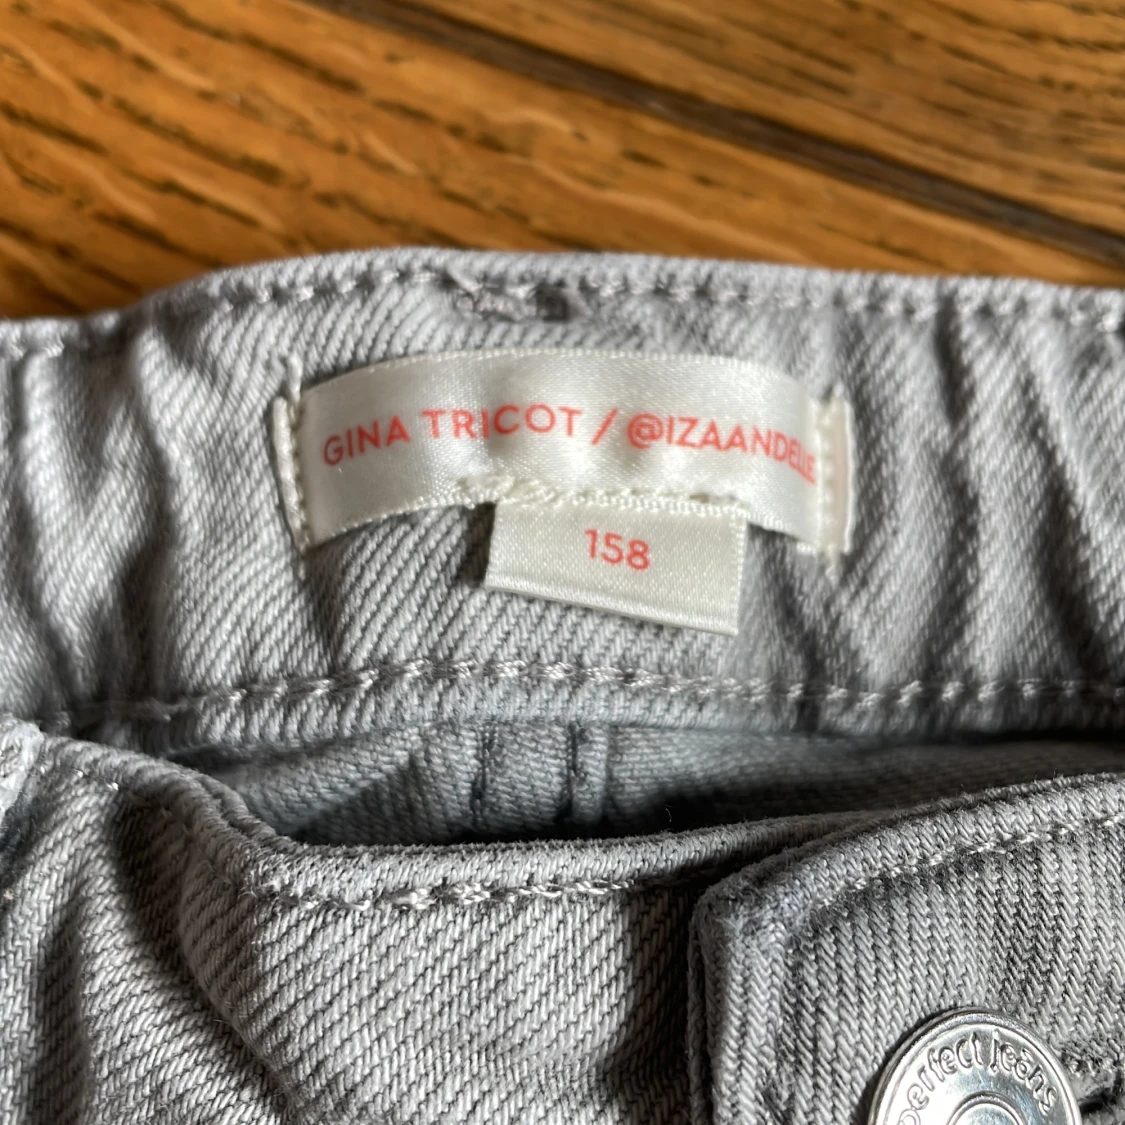 GINA TRICOT / @IZAANDELLE
158
perfect jeans